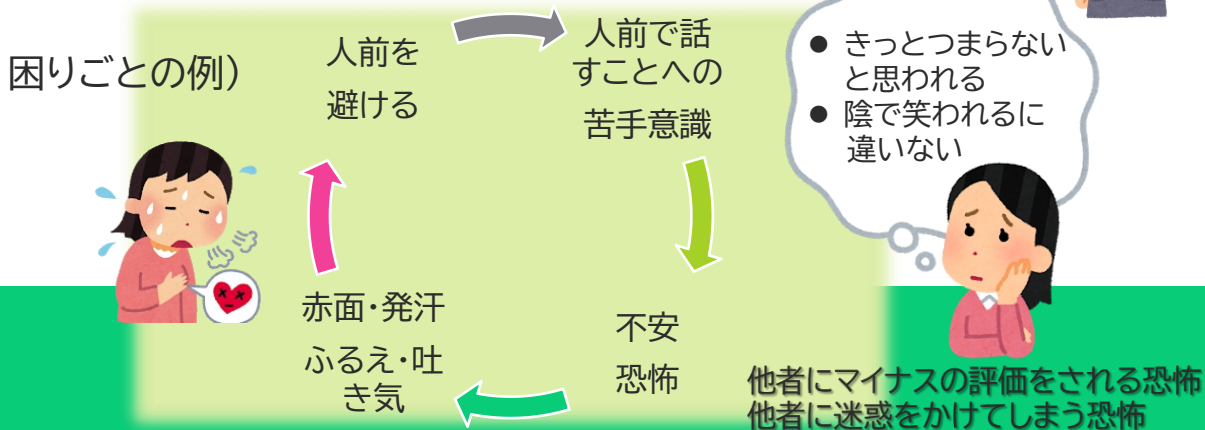 困りごとの例)
人前を
避ける
人前で話
すことへの
苦手意識
● きっとつまらない
と思われる
● 陰で笑われるに
違いない
赤面・発汗
ふるえ・吐
き気
不安
恐怖
他者にマイナスの評価をされる恐怖
他者に迷惑をかけてしまう恐怖